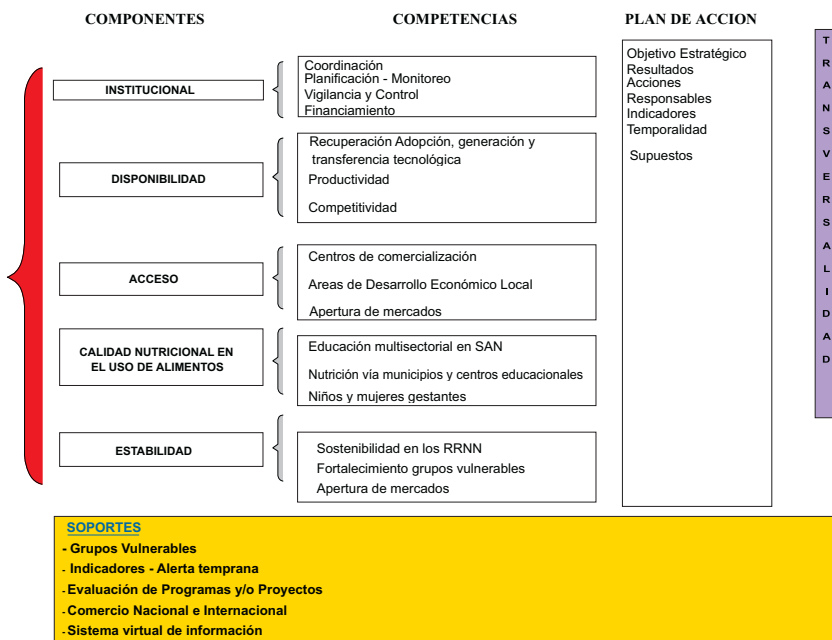 COMPONENTES
COMPETENCIAS
PLAN DE ACCION
INSTITUCIONAL
Coordinación
Planificación - Monitoreo
Vigilancia y Control
Financiamiento
DISPONIBILIDAD
Recuperación Adopción, generación y
transferencia tecnológica
Productividad
Competitividad
ACCESO
Centros de comercialización
Areas de Desarrollo Económico Local
Apertura de mercados
CALIDAD NUTRICIONAL EN
EL USO DE ALIMENTOS
Educación multisectorial en SAN
Nutrición vía municipios y centros educacionales
Niños y mujeres gestantes
ESTABILIDAD
Sostenibilidad en los RRNN
Fortalecimiento grupos vulnerables
Apertura de mercados
Objetivo Estratégico
Resultados
Acciones
Responsables
Indicadores
Temporalidad
Supuestos
TRANSVERSALIDAD
SOPORTES
- Grupos Vulnerables
- Indicadores - Alerta temprana
- Evaluación de Programas y/o Proyectos
- Comercio Nacional e Internacional
- Sistema virtual de información